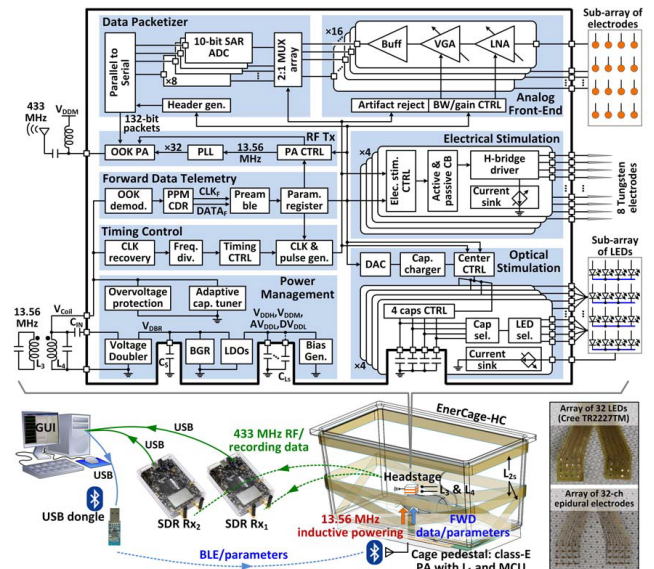 Data Packetizer
Parallel to
Serial
10-bit SAR
ADC
×8
2:1 MUX
array
Header gen.
132-bit
packets
×16
Buff
VGA
LNA
Artifact reject
BW/gain CTRL
Analog
Front-End
Sub-array of
electrodes
433
MHz
VDDM
RF Tx
OOK PA
×32
PLL
13.56
MHz
PA CTRL
Electrical Stimulation
×4
Elec. stim.
CTRL
Active &
passive CB
H-bridge
driver
Current
sink
8 Tungsten
electrodes
Forward Data Telemetry
OOK
demod.
PPM
CDR
CLKF
DATAF
Pream
ble
Param.
register
Timing Control
CLK
recovery
Freq.
div.
Timing
CTRL
CLK &
pulse gen.
DAC
Cap.
charger
Center
CTRL
Optical
Stimulation
4 caps CTRL
Cap
sel.
LED
sel.
×4
Current
sink
Sub-array
of LEDs
Power
Management
Overvoltage
protection
Adaptive
cap. tuner
13.56
MHz
VCoil
CIN
L3
L4
Voltage
Doubler
VDBR
CS
BGR
LDOs
VDDH,VDDM,
AVDDL,DVDDL
CLs
Bias
Gen.
GUI
USB
USB
USB
USB dongle
SDR Rx2
SDR Rx1
433 MHz RF/
recording data
BLE/parameters
EnerCage-HC
Headstage
L3 & L4
L2s
13.56 MHz
inductive powering
FWD
data/parameters
Cage pedestal: class-E
PA with L1 and MCU
Array of 32 LEDs
(Cree TR2227TM)
Array of 32-ch
epidural electrodes